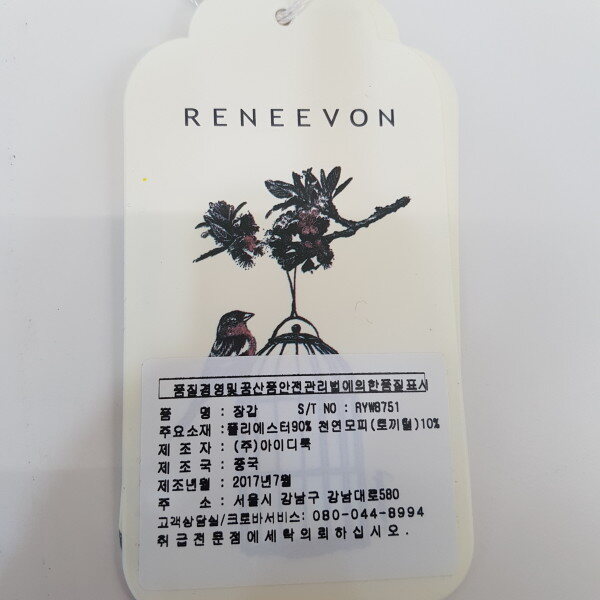 RENEEVON
품질경영및공산품안전관리법에의한품질표시
품 명 : 장갑 S/T NO : RYW8751
주요소재 : 폴리에스터90% 천연모피(토끼털)10%
제 조 자 : (주)아이디룩
제 조 국 : 중국
제조년월 : 2017년7월
주 소 : 서울시 강남구 강남대로580
고객상담실/크로바서비스: 080-044-8994
취급전문점에세탁의뢰하십시오.